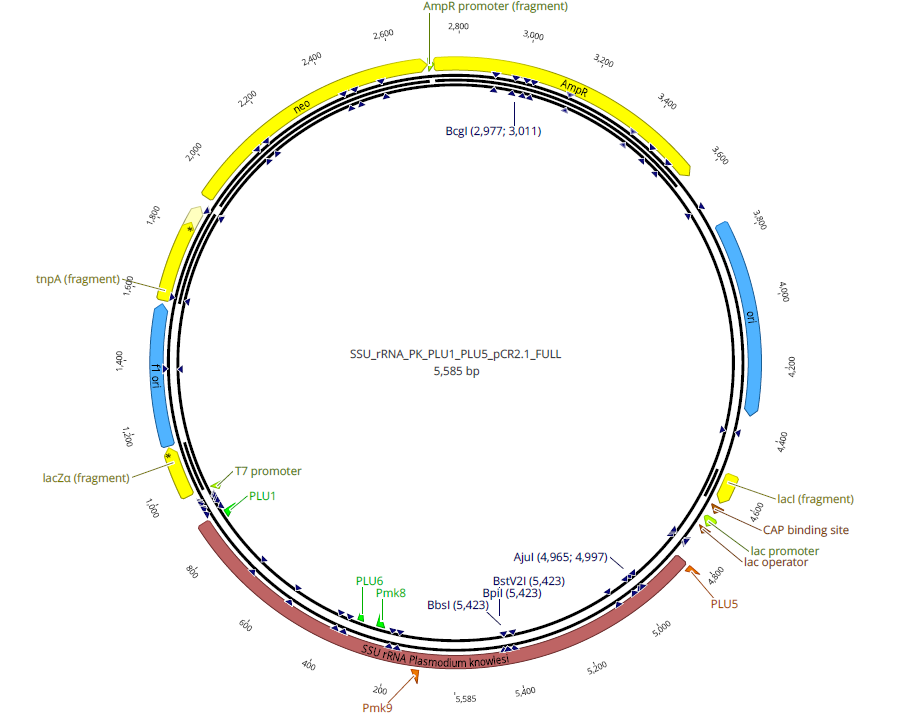 AmpR promoter (fragment)
2,600
2,800
3,000
2,400
3,200
neo
AmpR
2,200
3,400
BcgI (2,977; 3,011)
2,000
3,600
1,800
3,800
*
tnpA (fragment)
1,600
4,000
ori
SSU_rRNA_PK_PLU1_PLU5_pCR2.1_FULL
5,585 bp
1,400
f1 ori
4,200
1,200
4,400
*
lacZα (fragment)
T7 promoter
PLU1
lacI (fragment)
1,000
4,600
CAP binding site
lac promoter
lac operator
AjuI (4,965; 4,997)
800
4,800
PLU6
Pmk8
BstV2I (5,423)
BpiI (5,423)
BbsI (5,423)
PLU5
600
5,000
SSU rRNA Plasmodium knowlesi
400
5,200
200
5,585
5,400
Pmk9